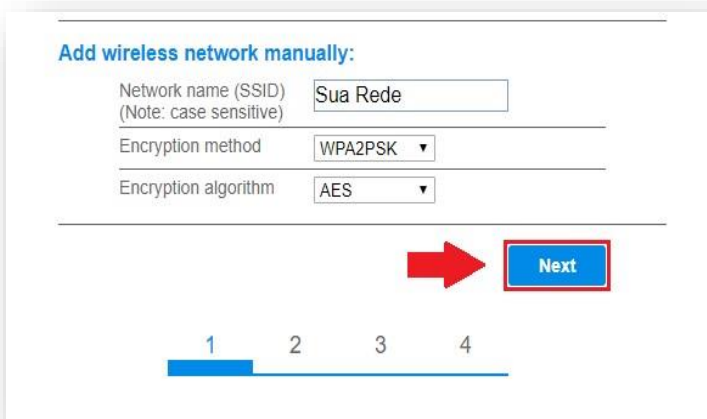 Add wireless network manually:
Network name (SSID)
(Note: case sensitive)
Sua Rede
Encryption method
WPA2PSK
Encryption algorithm
AES
Next
1 2 3 4